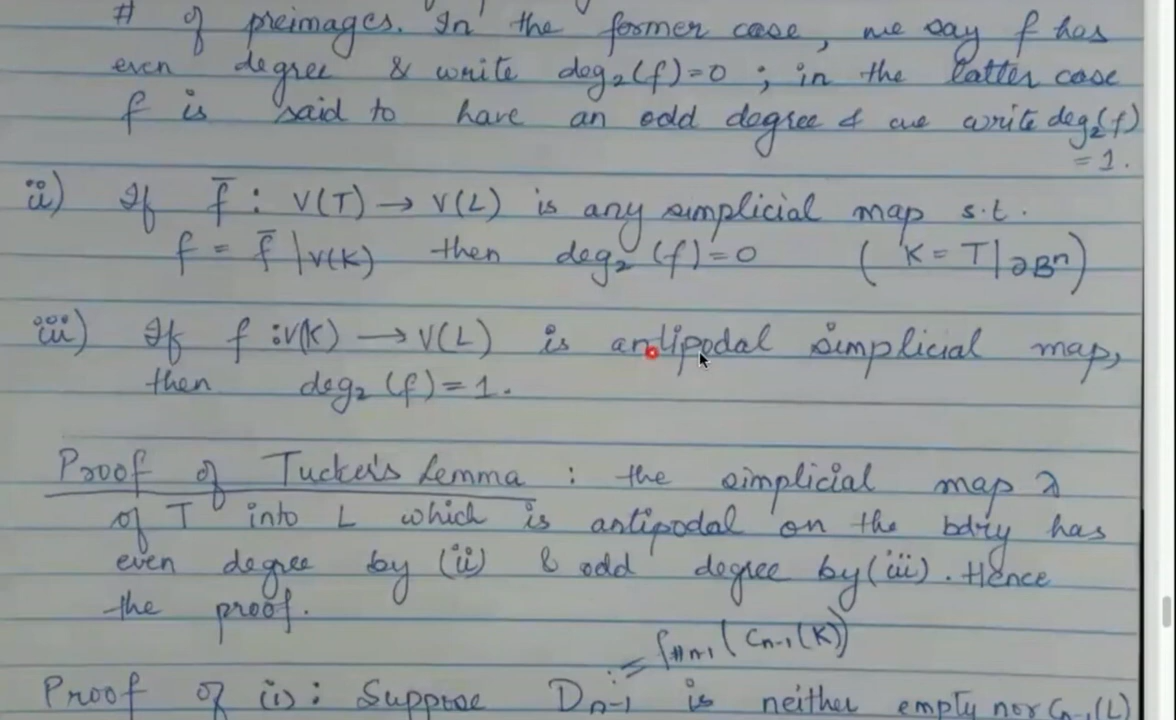 # of preimages. In the former case, we say f has
even degree & write deg₂(f)=0 ; in the latter case
f is said to have an odd degree & we write deg₂(f)
= 1.
ii) If f̄ : V(T) → V(L) is any simplicial map s.t.
f = f̄ |V(K) then deg₂ (f)=0 ( K = T|∂Bⁿ)
iii) If f :V(K) → V(L) is antipodal simplicial map,
then deg₂ (f)=1.
Proof of Tucker's Lemma : the simplicial map λ
of T into L which is antipodal on the bdry has
even degree by (ii) & odd degree by (iii). Hence
the proof.
:= f#n-1 ( Cn-1(K))
Proof of (i): Suppose Dn-1 is neither empty nor Cn-1(L)